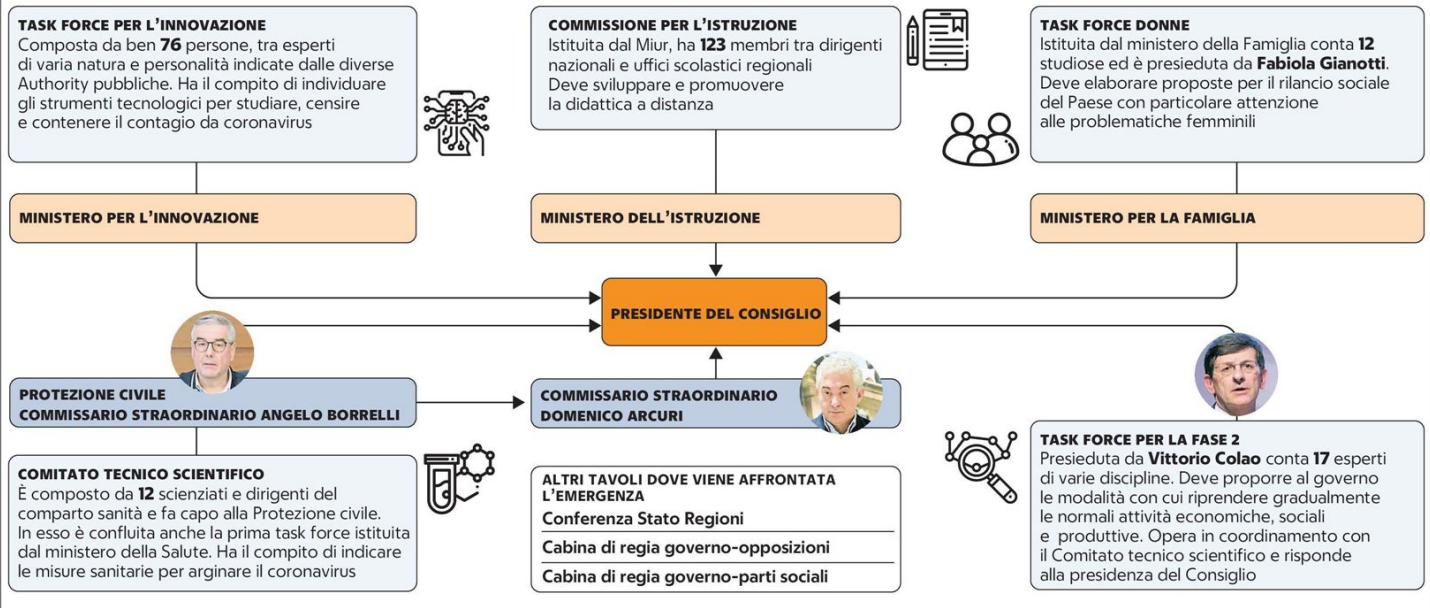 TASK FORCE PER L'INNOVAZIONE
Composta da ben 76 persone, tra esperti
di varia natura e personalità indicate dalle diverse
Authority pubbliche. Ha il compito di individuare
gli strumenti tecnologici per studiare, censire
e contenere il contagio da coronavirus
COMMISSIONE PER L'ISTRUZIONE
Istituita dal Miur, ha 123 membri tra dirigenti
nazionali e uffici scolastici regionali
Deve sviluppare e promuovere
la didattica a distanza
TASK FORCE DONNE
Istituita dal ministero della Famiglia conta 12
studiose ed è presieduta da Fabiola Gianotti.
Deve elaborare proposte per il rilancio sociale
del Paese con particolare attenzione
alle problematiche femminili
MINISTERO PER L'INNOVAZIONE
MINISTERO DELL'ISTRUZIONE
MINISTERO PER LA FAMIGLIA
PRESIDENTE DEL CONSIGLIO
PROTEZIONE CIVILE
COMMISSARIO STRAORDINARIO ANGELO BORRELLI
COMMISSARIO STRAORDINARIO
DOMENICO ARCURI
COMITATO TECNICO SCIENTIFICO
È composto da 12 scienziati e dirigenti del
comparto sanità e fa capo alla Protezione civile.
In esso è confluita anche la prima task force istituita
dal ministero della Salute. Ha il compito di indicare
le misure sanitarie per arginare il coronavirus
ALTRI TAVOLI DOVE VIENE AFFRONTATA
L'EMERGENZA
Conferenza Stato Regioni
Cabina di regia governo-opposizioni
Cabina di regia governo-parti sociali
TASK FORCE PER LA FASE 2
Presieduta da Vittorio Colao conta 17 esperti
di varie discipline. Deve proporre al governo
le modalità con cui riprendere gradualmente
le normali attività economiche, sociali
e produttive. Opera in coordinamento con
il Comitato tecnico scientifico e risponde
alla presidenza del Consiglio